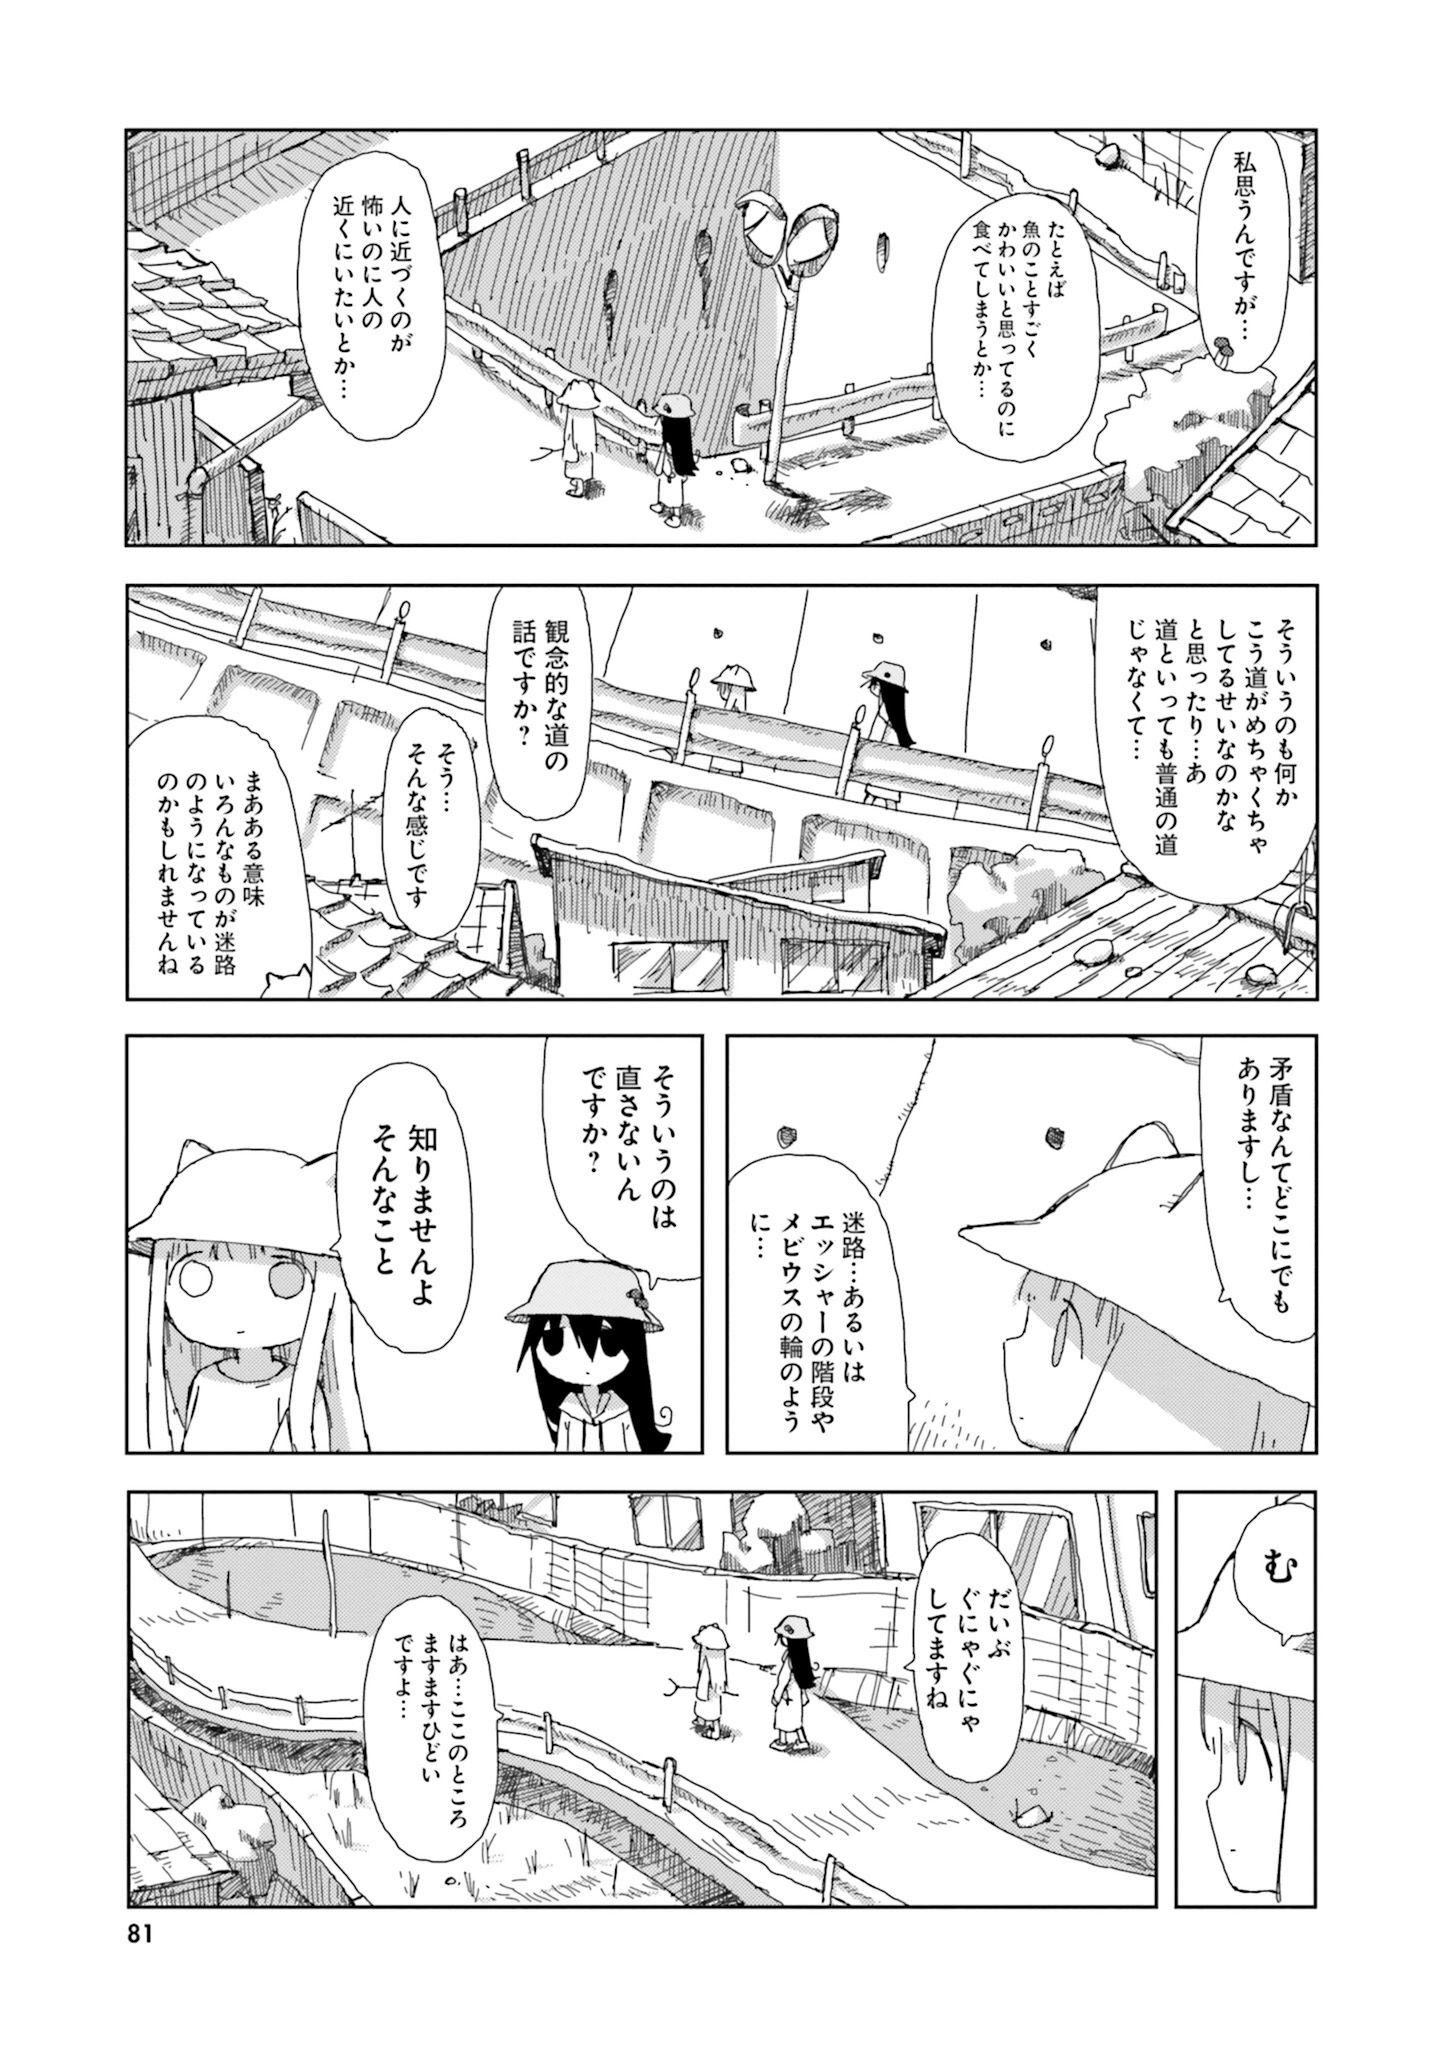 私思うんですが…
たとえば
魚のことすごく
かわいいと思ってるのに
食べてしまうとか…
人に近づくのが
怖いのに人の
近くにいたいとか…
そういうのも何か
こう道がめちゃくちゃ
してるせいなのかな
と思ったり…あ
道といっても普通の道
じゃなくて…
観念的な道の
話ですか?
そう…
そんな感じです
まあある意味
いろんなものが迷路
のようになっている
のかもしれませんね
矛盾なんてどこにでも
ありますし…
迷路…あるいは
エッシャーの階段や
メビウスの輪のよう
に…
そういうのは
直さないん
ですか?
知りませんよ
そんなこと
む
だいぶ
ぐにゃぐにゃ
してますね
はあ…ここのところ
ますますひどい
ですよ…
81